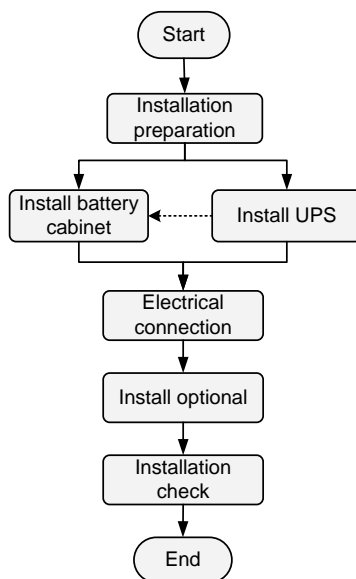 Start
Installation
preparation
Install battery
cabinet
Install UPS
Electrical
connection
Install optional
Installation
check
End